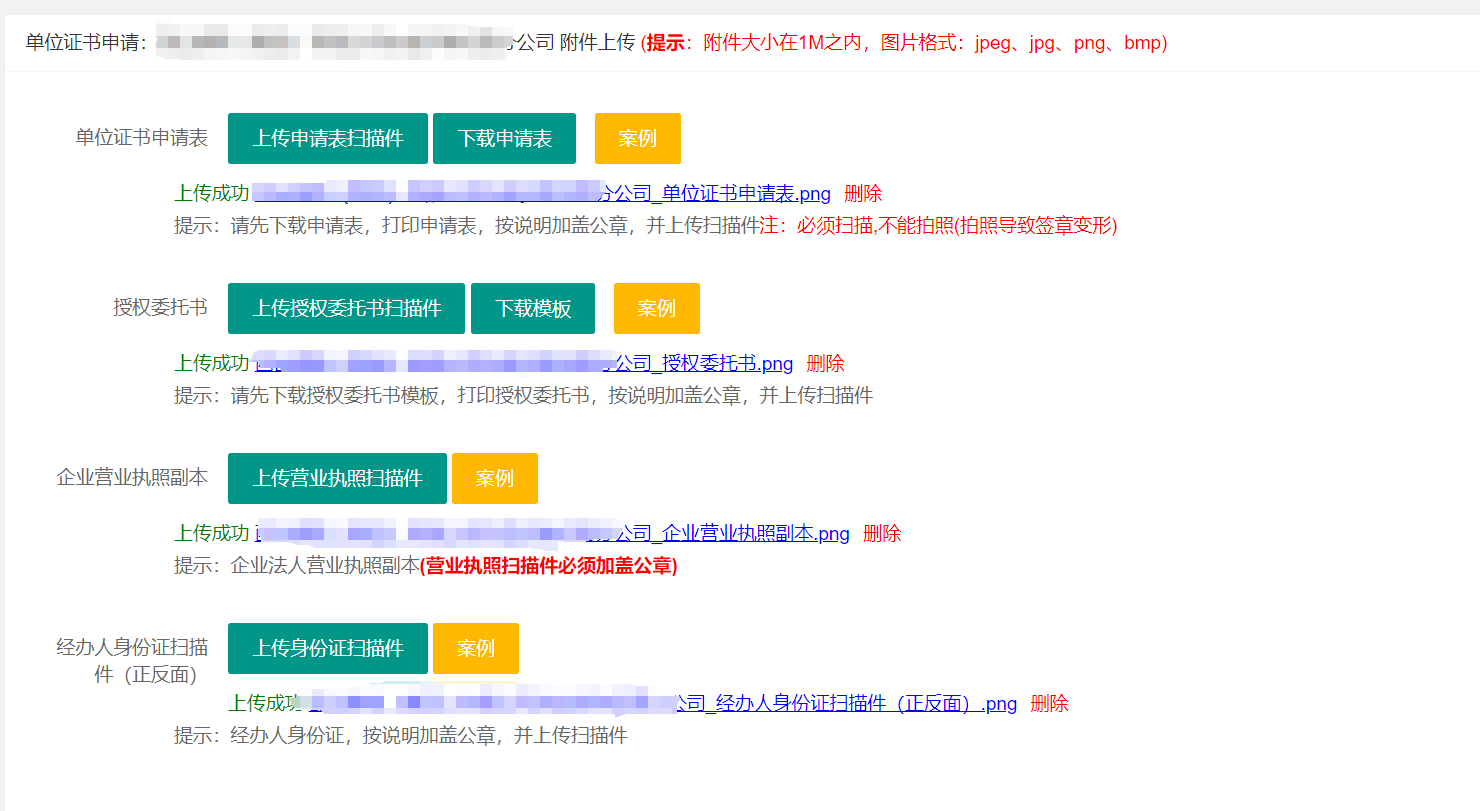 单位证书申请：公司 附件上传 (提示：附件大小在1M之内，图片格式：jpeg、jpg、png、bmp)
单位证书申请表 上传申请表扫描件 下载申请表 案例
上传成功 分公司_单位证书申请表.png 删除
提示：请先下载申请表，打印申请表，按说明加盖公章，并上传扫描件注：必须扫描,不能拍照(拍照导致签章变形)
授权委托书 上传授权委托书扫描件 下载模板 案例
上传成功 公司_授权委托书.png 删除
提示：请先下载授权委托书模板，打印授权委托书，按说明加盖公章，并上传扫描件
企业营业执照副本 上传营业执照扫描件 案例
上传成功 公司_企业营业执照副本.png 删除
提示：企业法人营业执照副本(营业执照扫描件必须加盖公章)
经办人身份证扫描 上传身份证扫描件 案例
件（正反面）
上传成功 公司_经办人身份证扫描件（正反面）.png 删除
提示：经办人身份证，按说明加盖公章，并上传扫描件